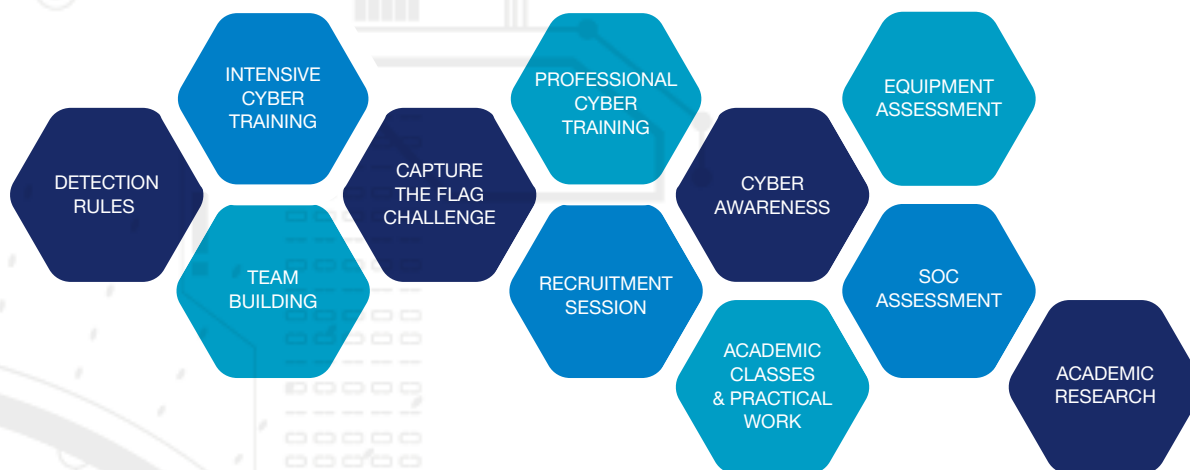 DETECTION
RULES
INTENSIVE
CYBER
TRAINING
TEAM
BUILDING
CAPTURE
THE FLAG
CHALLENGE
PROFESSIONAL
CYBER
TRAINING
RECRUITMENT
SESSION
CYBER
AWARENESS
ACADEMIC
CLASSES
& PRACTICAL
WORK
EQUIPMENT
ASSESSMENT
SOC
ASSESSMENT
ACADEMIC
RESEARCH